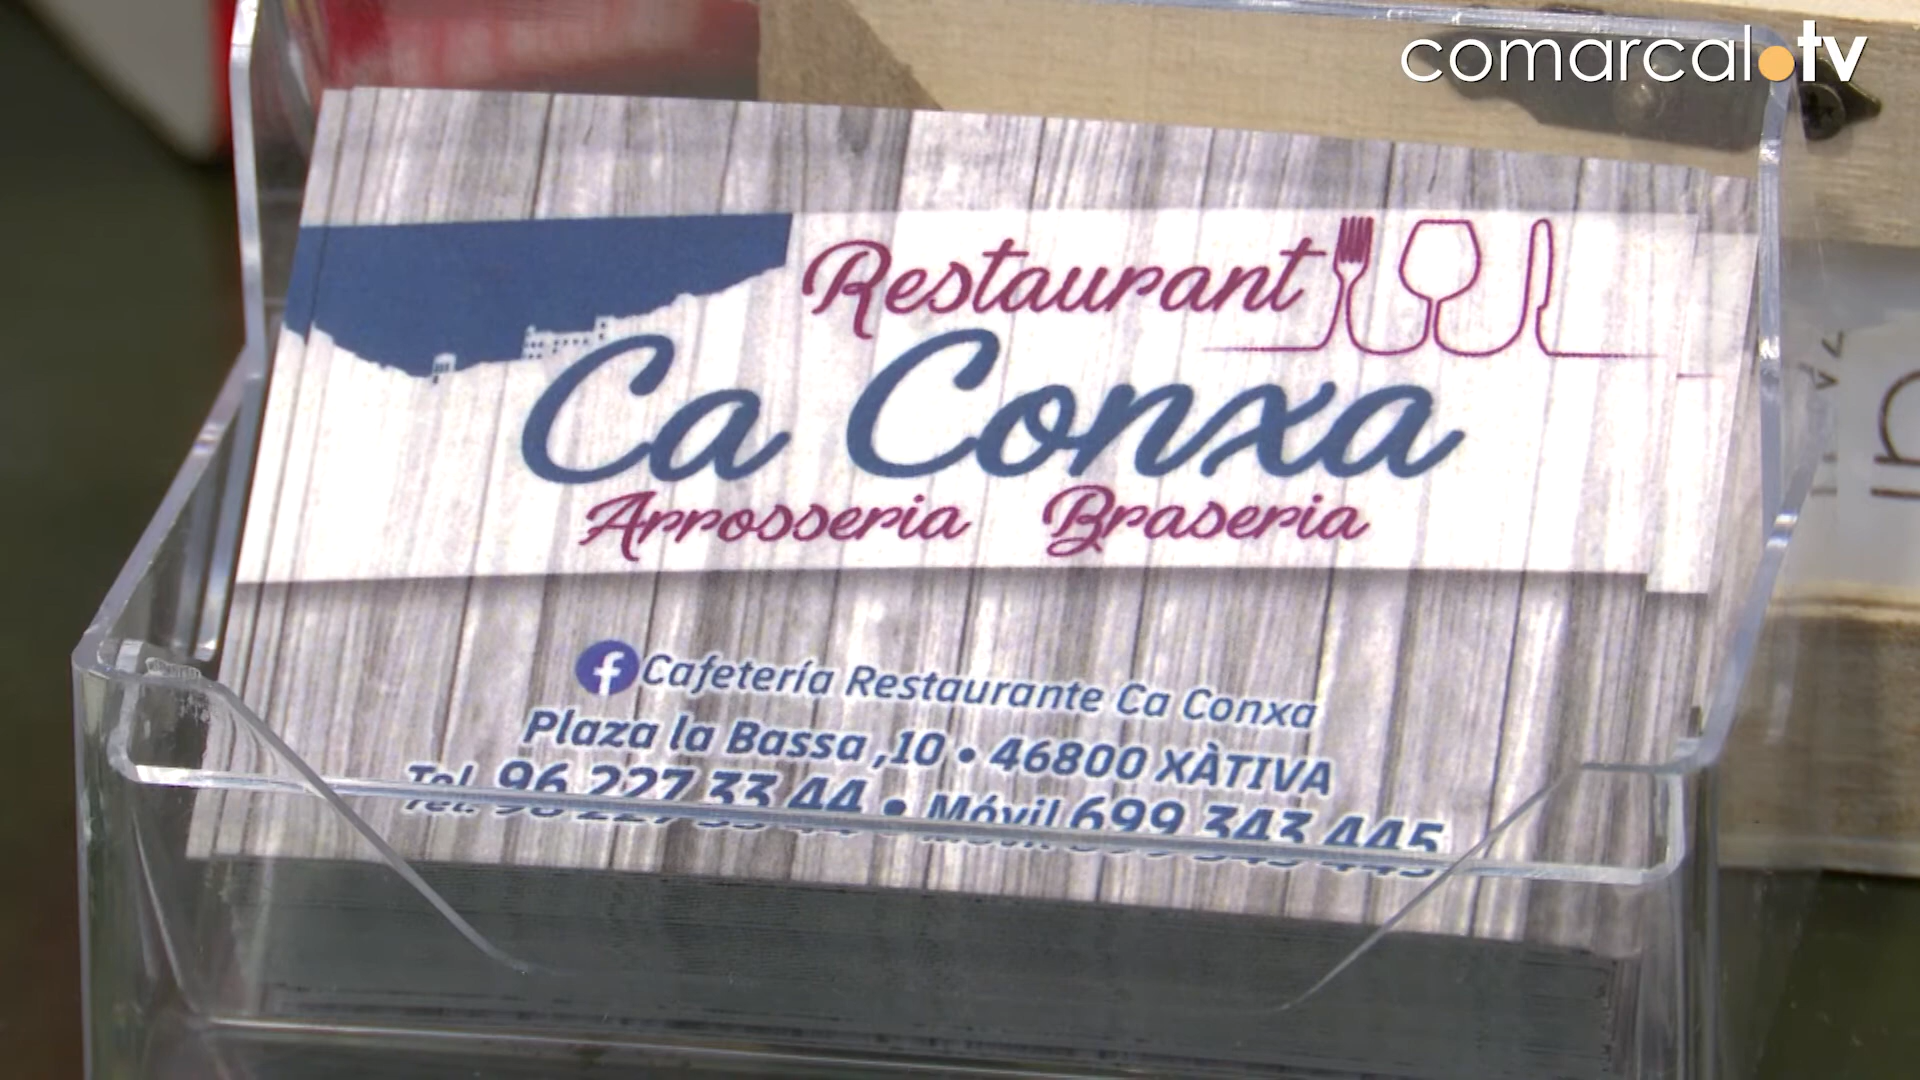 comarcal.tv
Restaurant
Ca Conxa
Arrosseria Braseria
Cafetería Restaurante Ca Conxa
Plaza la Bassa ,10 • 46800 XÀTIVA
Tel. 96 227 33 44 • Móvil 699 343 445